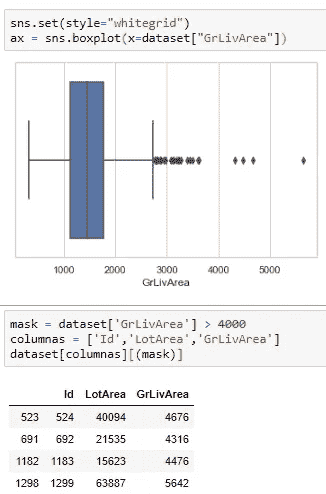 sns.set(style="whitegrid")
ax = sns.boxplot(x=dataset["GrLivArea"])
1000 2000 3000 4000 5000
GrLivArea
mask = dataset['GrLivArea'] > 4000
columnas = ['Id','LotArea','GrLivArea']
dataset[columnas][(mask)]
Id LotArea GrLivArea
523 524 40094 4676
691 692 21535 4316
1182 1183 15623 4476
1298 1299 63887 5642